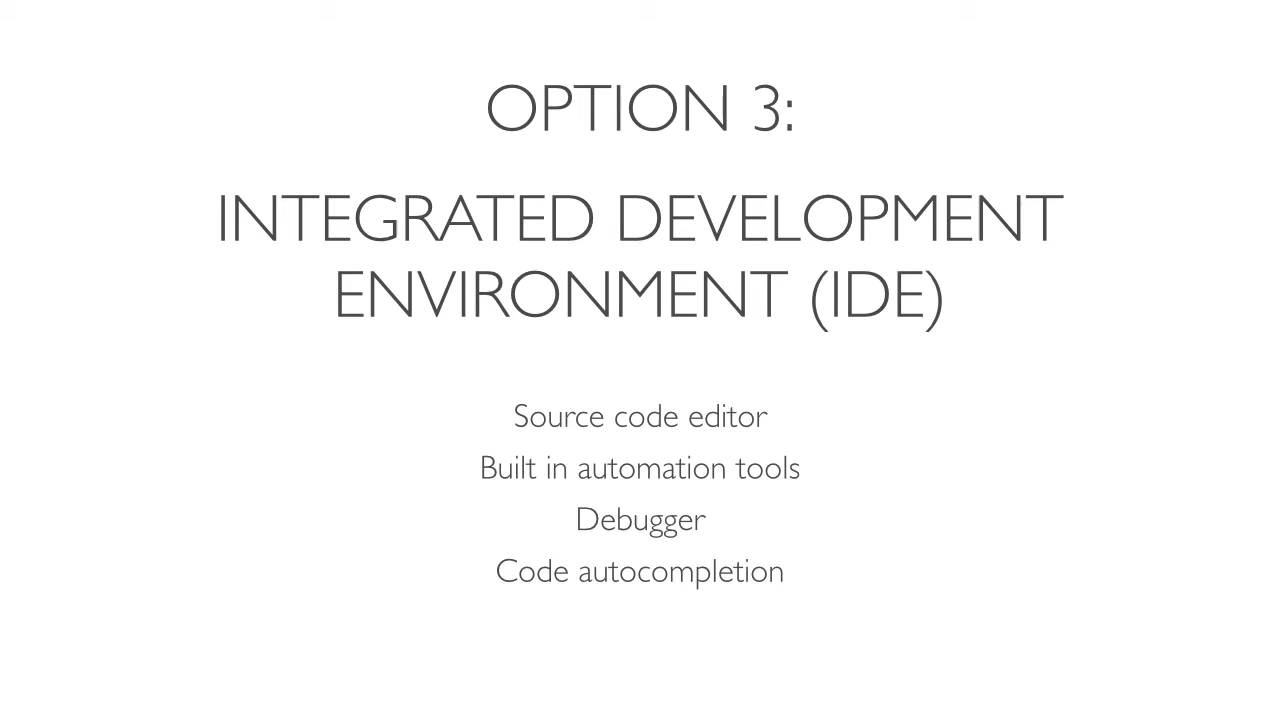 OPTION 3:
INTEGRATED DEVELOPMENT
ENVIRONMENT (IDE)
Source code editor
Built in automation tools
Debugger
Code autocompletion